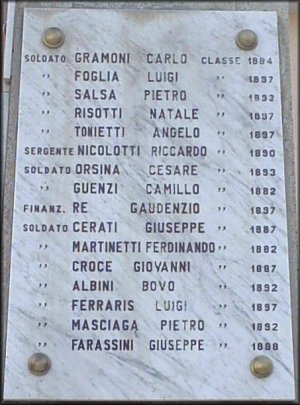 SOLDATO GRAMONI CARLO CLASSE 1884
" FOGLIA LUIGI " 1897
" SALSA PIETRO " 1893
" RISOTTI NATALE " 1897
" TONIETTI ANGELO " 1897
SERGENTE NICOLOTTI RICCARDO " 1890
SOLDATO ORSINA CESARE " 1893
" GUENZI CAMILLO " 1882
FINANZ. RE GAUDENZIO " 1897
SOLDATO CERATI GIUSEPPE " 1887
" MARTINETTI FERDINANDO " 1882
" CROCE GIOVANNI " 1887
" ALBINI BOVO " 1892
" FERRARIS LUIGI " 1897
" MASCIAGA PIETRO " 1892
" FARASSINI GIUSEPPE " 1888